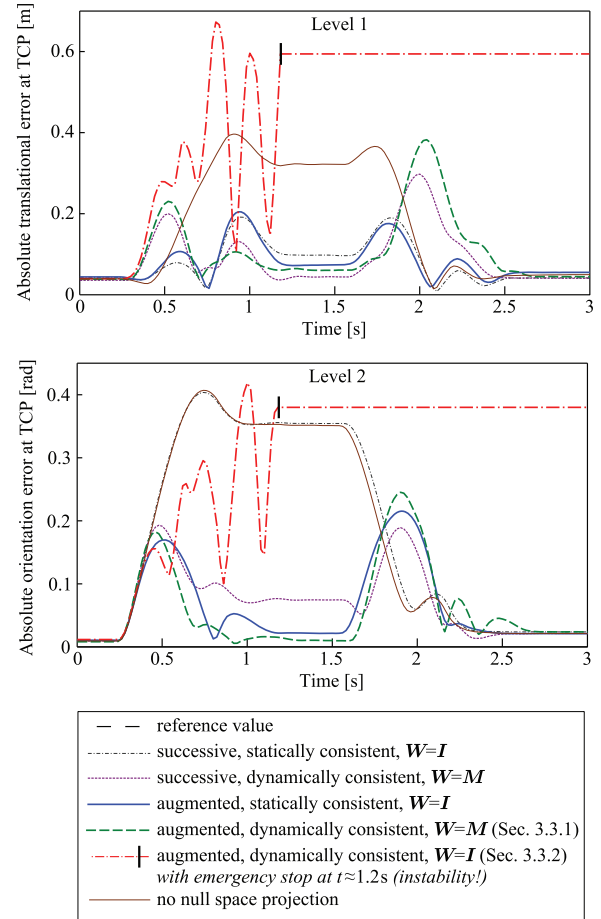 Level 1
Absolute translational error at TCP [m]
0.6
0.4
0.2
0
0 0.5 1 1.5 2 2.5 3
Time [s]
Level 2
Absolute orientation error at TCP [rad]
0.4
0.3
0.2
0.1
0
0 0.5 1 1.5 2 2.5 3
Time [s]
reference value
successive, statically consistent, W=I
successive, dynamically consistent, W=M
augmented, statically consistent, W=I
augmented, dynamically consistent, W=M (Sec. 3.3.1)
augmented, dynamically consistent, W=I (Sec. 3.3.2)
with emergency stop at t≈1.2s (instability!)
no null space projection